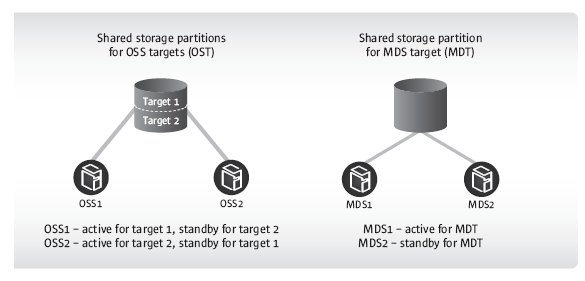 Shared storage partitions
for OSS targets (OST)
Target 1
Target 2
OSS1
OSS2
OSS1 – active for target 1, standby for target 2
OSS2 – active for target 2, standby for target 1
Shared storage partition
for MDS target (MDT)
MDS1
MDS2
MDS1 – active for MDT
MDS2 – standby for MDT